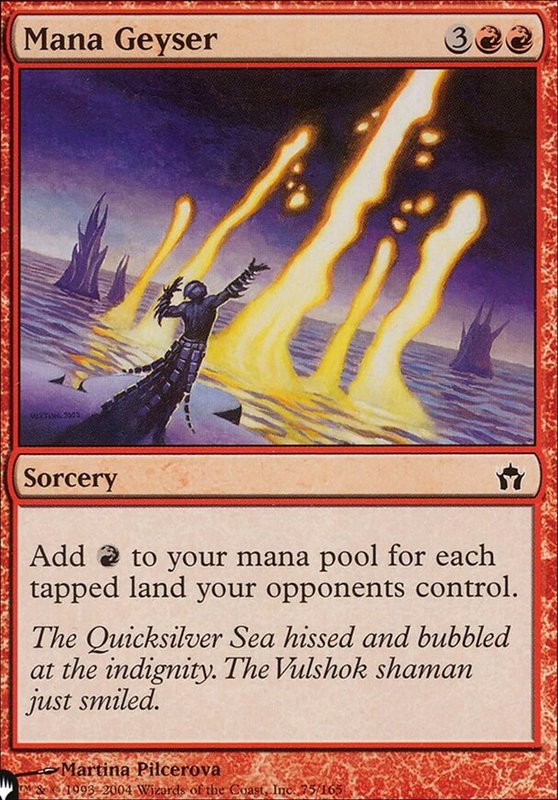 Mana Geyser 3
Sorcery
Add to your mana pool for each
tapped land your opponents control.
The Quicksilver Sea hissed and bubbled
at the indignity. The Vulshok shaman
just smiled.
Martina Pilcerova
™ & © 1993–2004 Wizards of the Coast, Inc. 75/165